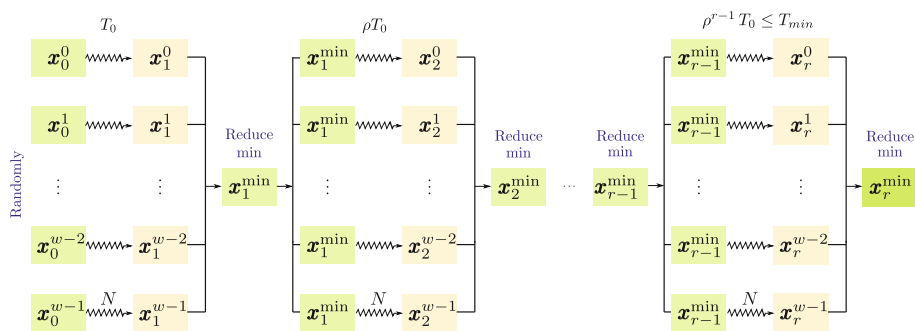 T_0 ρT_0 ρ^{r−1} T_0 ≤ T_{min}
x_0^0 x_1^0 x_1^{min} x_2^0 x_{r−1}^{min} x_r^0
x_0^1 x_1^1 x_1^{min} x_2^1 x_{r−1}^{min} x_r^1
Reduce min Reduce min Reduce min Reduce min
Randomly ⋮ ⋮ x_1^{min} ⋮ ⋮ x_2^{min} ... x_{r−1}^{min} ⋮ ⋮ x_r^{min}
x_0^{w−2} x_1^{w−2} x_1^{min} x_2^{w−2} x_{r−1}^{min} x_r^{w−2}
x_0^{w−1} N x_1^{w−1} x_1^{min} N x_2^{w−1} x_{r−1}^{min} N x_r^{w−1}